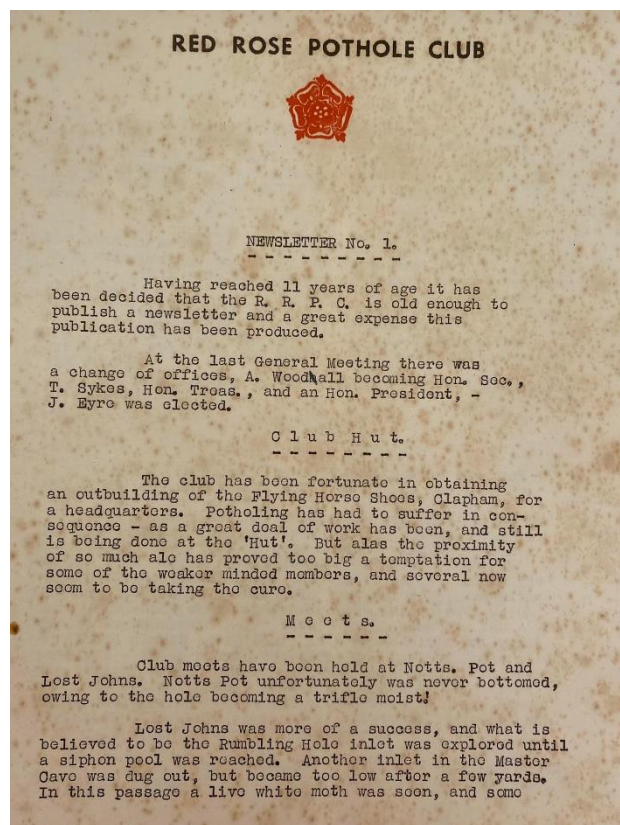 RED ROSE POTHOLE CLUB
NEWSLETTER No. 1.
Having reached 11 years of age it has
been decided that the R. R. P. C. is old enough to
publish a newsletter and a great expense this
publication has been produced.
At the last General Meeting there was
a change of offices, A. Woodhall becoming Hon. Sec.,
T. Sykes, Hon. Treas., and an Hon. President, -
J. Eyre was elected.
Club Hut.
The club has been fortunate in obtaining
an outbuilding of the Flying Horse Shoes, Clapham, for
a headquarters. Potholing has had to suffer in con-
sequence - as a great deal of work has been, and still
is being done at the 'Hut'. But alas the proximity
of so much ale has proved too big a temptation for
some of the weaker minded members, and several now
seem to be taking the cure.
Meets.
Club meets have been held at Notts. Pot and
Lost Johns. Notts Pot unfortunately was never bottomed,
owing to the hole becoming a trifle moist!
Lost Johns was more of a success, and what is
believed to be the Rumbling Hole inlet was explored until
a siphon pool was reached. Another inlet in the Master
Cave was dug out, but became too low after a few yards.
In this passage a live white moth was seen, and some